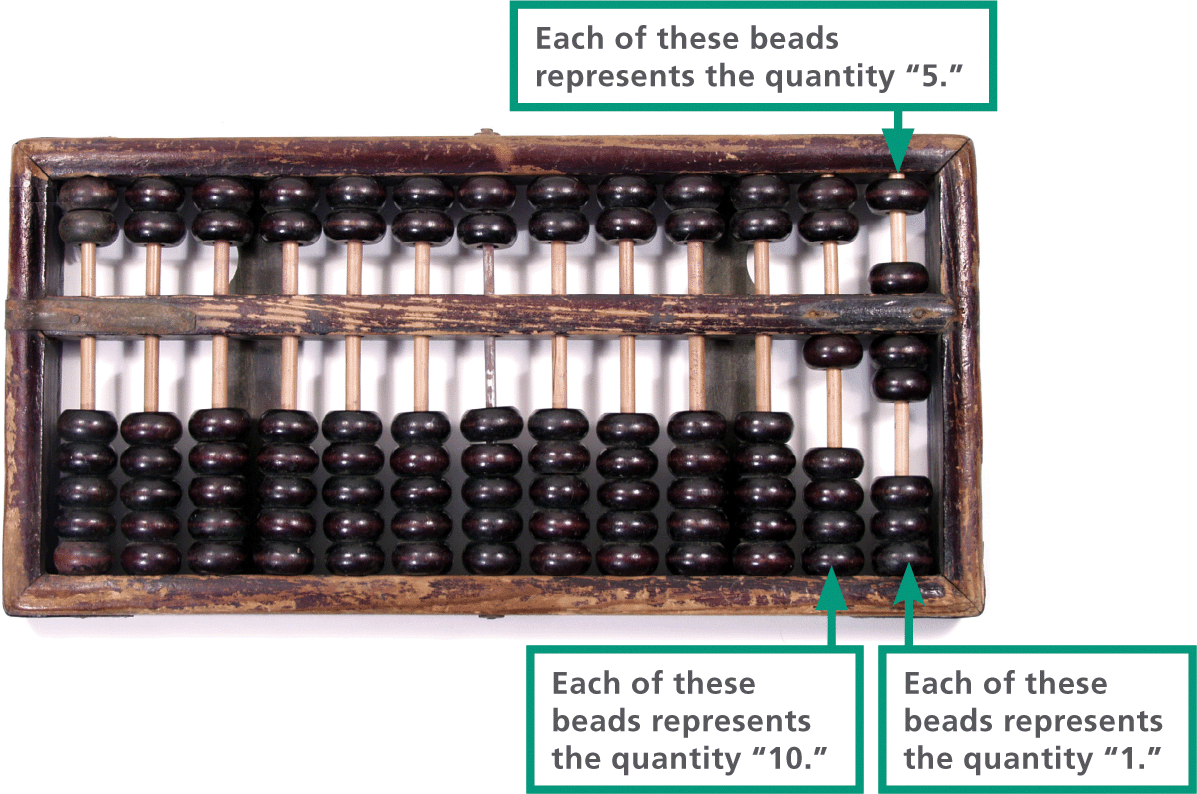 Each of these beads
represents the quantity “5.”
Each of these
beads represents
the quantity “10.”
Each of these
beads represents
the quantity “1.”